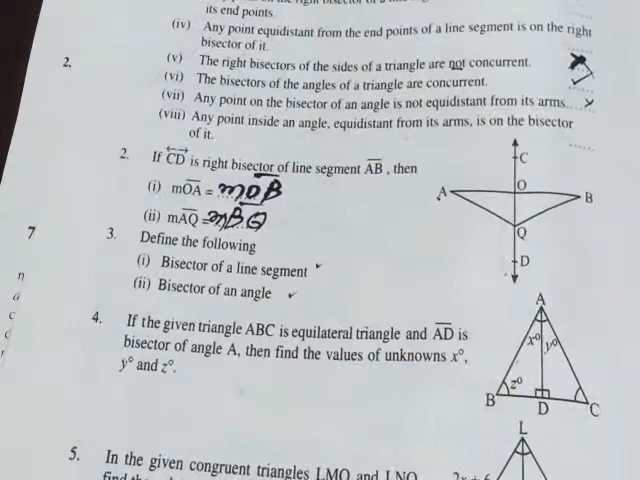 its end points.
(iv) Any point equidistant from the end points of a line segment is on the right
bisector of it.
2.
(v) The right bisectors of the sides of a triangle are not concurrent.
(vi) The bisectors of the angles of a triangle are concurrent.
(vii) Any point on the bisector of an angle is not equidistant from its arms....
(viii) Any point inside an angle, equidistant from its arms, is on the bisector
of it.
2. If CD is right bisector of line segment AB, then
(i) mOA = mOB
(ii) mAQ = mBQ
C
A O B
Q
D
7
3. Define the following
(i) Bisector of a line segment
(ii) Bisector of an angle
4. If the given triangle ABC is equilateral triangle and AD is
bisector of angle A, then find the values of unknowns x°,
y° and z°.
A
x° y°
z°
B D C
5. In the given congruent triangles LMO and LNO
L